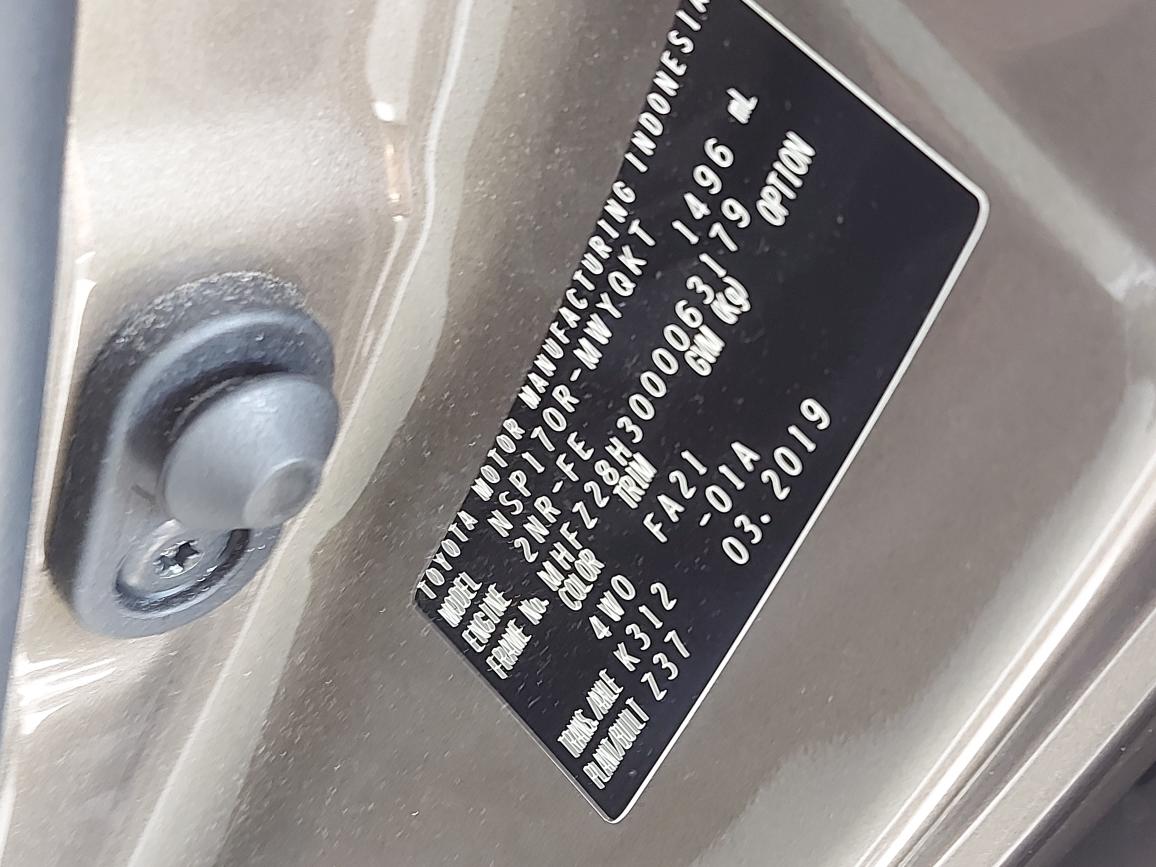 TOYOTA MOTOR MANUFACTURING INDONESIA
MODEL NSP170R-MWYQKT
ENGINE 2NR-FE 1496 mL
FRAME No. MHFZ28H3000063179
COLOR TRIM GVM (Kg) OPTION
4W0 FA21
TRANS./AXLE K312 -01A
PLANT/BUILT Z37 03.2019